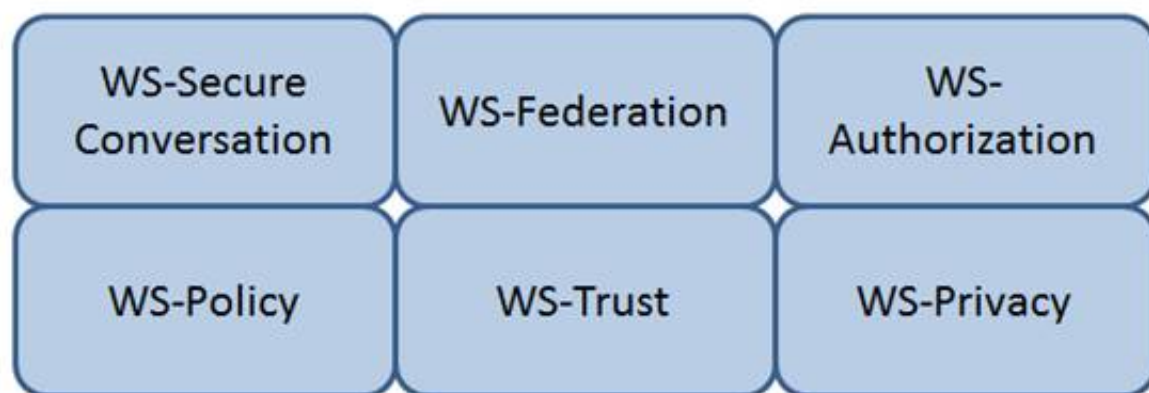 WS-Secure
Conversation
WS-Federation
WS-
Authorization
WS-Policy
WS-Trust
WS-Privacy